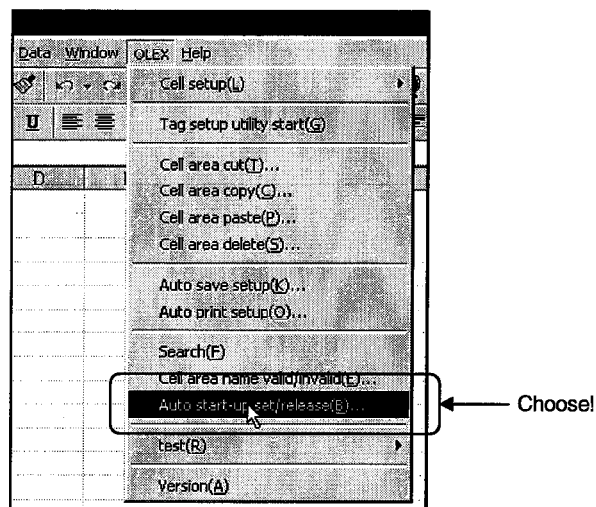 Data Window OLEX Help
Cell setup(L)
U
Tag setup utility start(G)
Cell area cut(T)...
D
Cell area copy(C)...
Cell area paste(P)...
Cell area delete(S)...
Auto save setup(K)...
Auto print setup(O)...
Search(F)
Cell area name valid/invalid(E)...
Auto start-up set/release(B)...
Choose!
test(R)
Version(A)